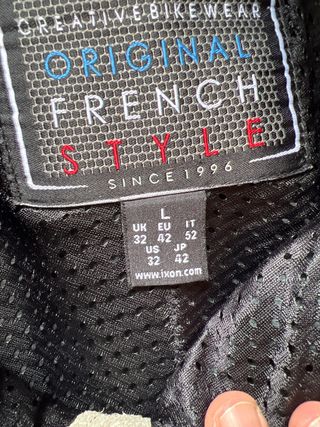 CREATIVE BIKEWEAR
ORIGINAL
FRENCH
STYLE
SINCE 1996
L
UK EU IT
32 42 52
US JP
32 42
www.ixon.com